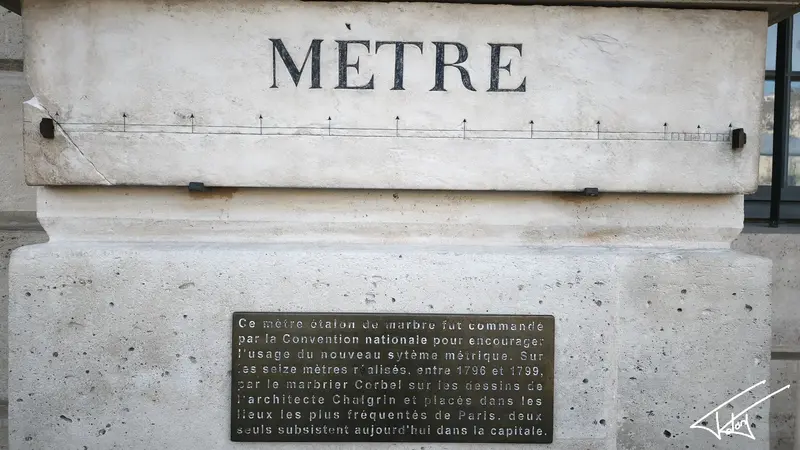 MÈTRE
Ce mètre étalon de marbre fut commandé
par la Convention nationale pour encourager
l'usage du nouveau sytème métrique. Sur
les seize mètres r'alisés, entre 1796 et 1799,
par le marbrier Corbel sur les dessins de
l'architecte Chalgrin et placés dans les
lieux les plus fréquentés de Paris, deux
seuls subsistent aujourd'hui dans la capitale.